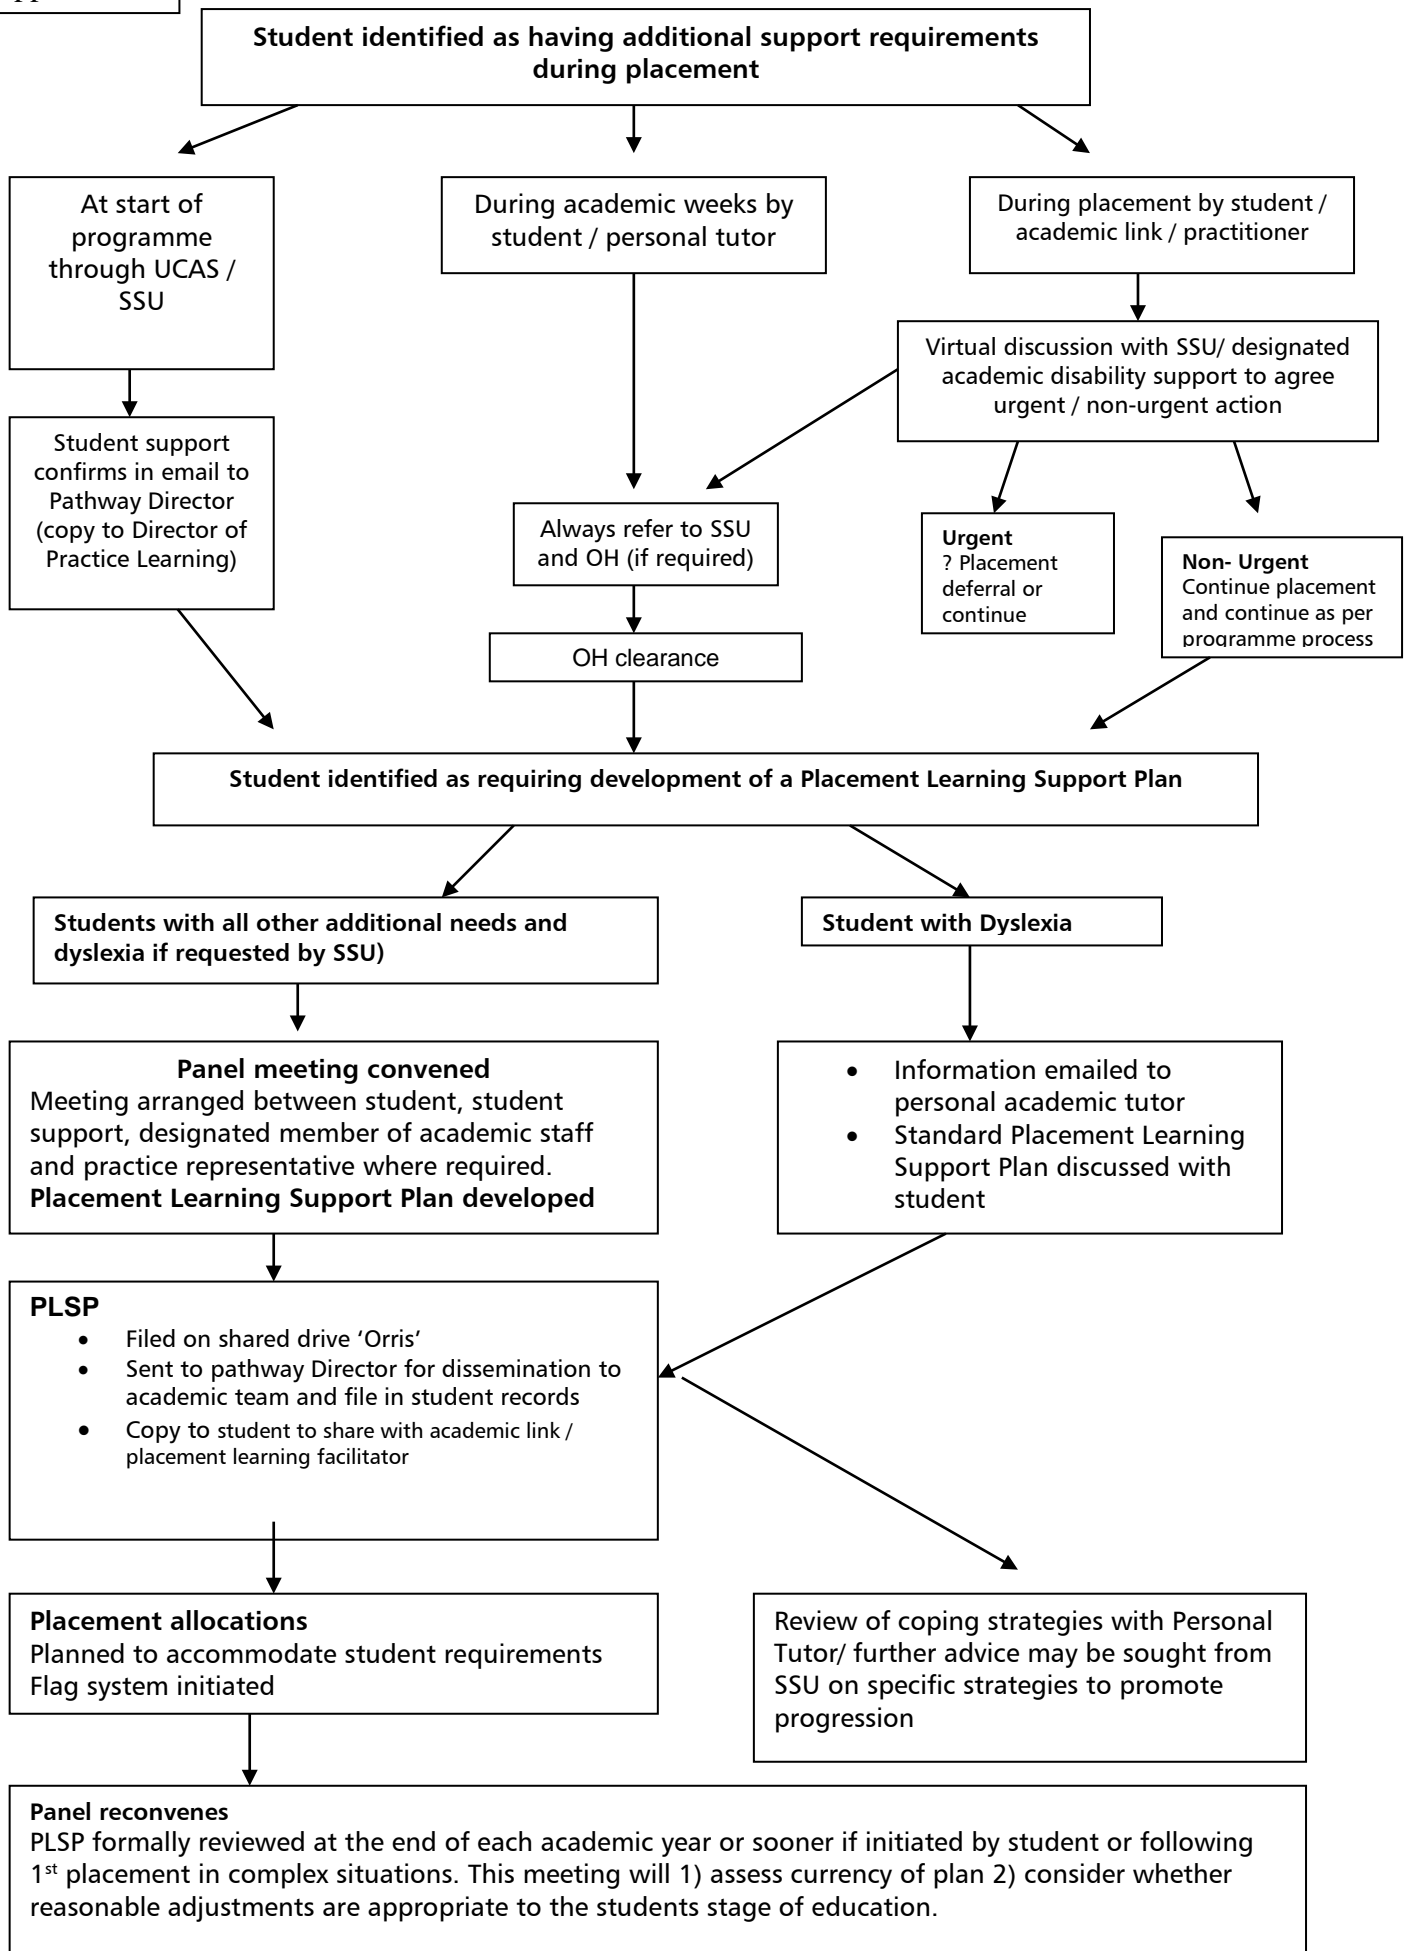 Student identified as having additional support requirements
during placement
At start of
programme
through UCAS /
SSU
During academic weeks by
student / personal tutor
During placement by student /
academic link / practitioner
Virtual discussion with SSU/ designated
academic disability support to agree
urgent / non-urgent action
Student support
confirms in email to
Pathway Director
(copy to Director of
Practice Learning)
Always refer to SSU
and OH (if required)
Urgent
? Placement
deferral or
continue
Non- Urgent
Continue placement
and continue as per
programme process
OH clearance
Student identified as requiring development of a Placement Learning Support Plan
Students with all other additional needs and
dyslexia if requested by SSU)
Student with Dyslexia
Panel meeting convened
Meeting arranged between student, student
support, designated member of academic staff
and practice representative where required.
Placement Learning Support Plan developed
• Information emailed to
personal academic tutor
• Standard Placement Learning
Support Plan discussed with
student
PLSP
• Filed on shared drive ‘Orris’
• Sent to pathway Director for dissemination to
academic team and file in student records
• Copy to student to share with academic link /
placement learning facilitator
Placement allocations
Planned to accommodate student requirements
Flag system initiated
Review of coping strategies with Personal
Tutor/ further advice may be sought from
SSU on specific strategies to promote
progression
Panel reconvenes
PLSP formally reviewed at the end of each academic year or sooner if initiated by student or following
1st placement in complex situations. This meeting will 1) assess currency of plan 2) consider whether
reasonable adjustments are appropriate to the students stage of education.